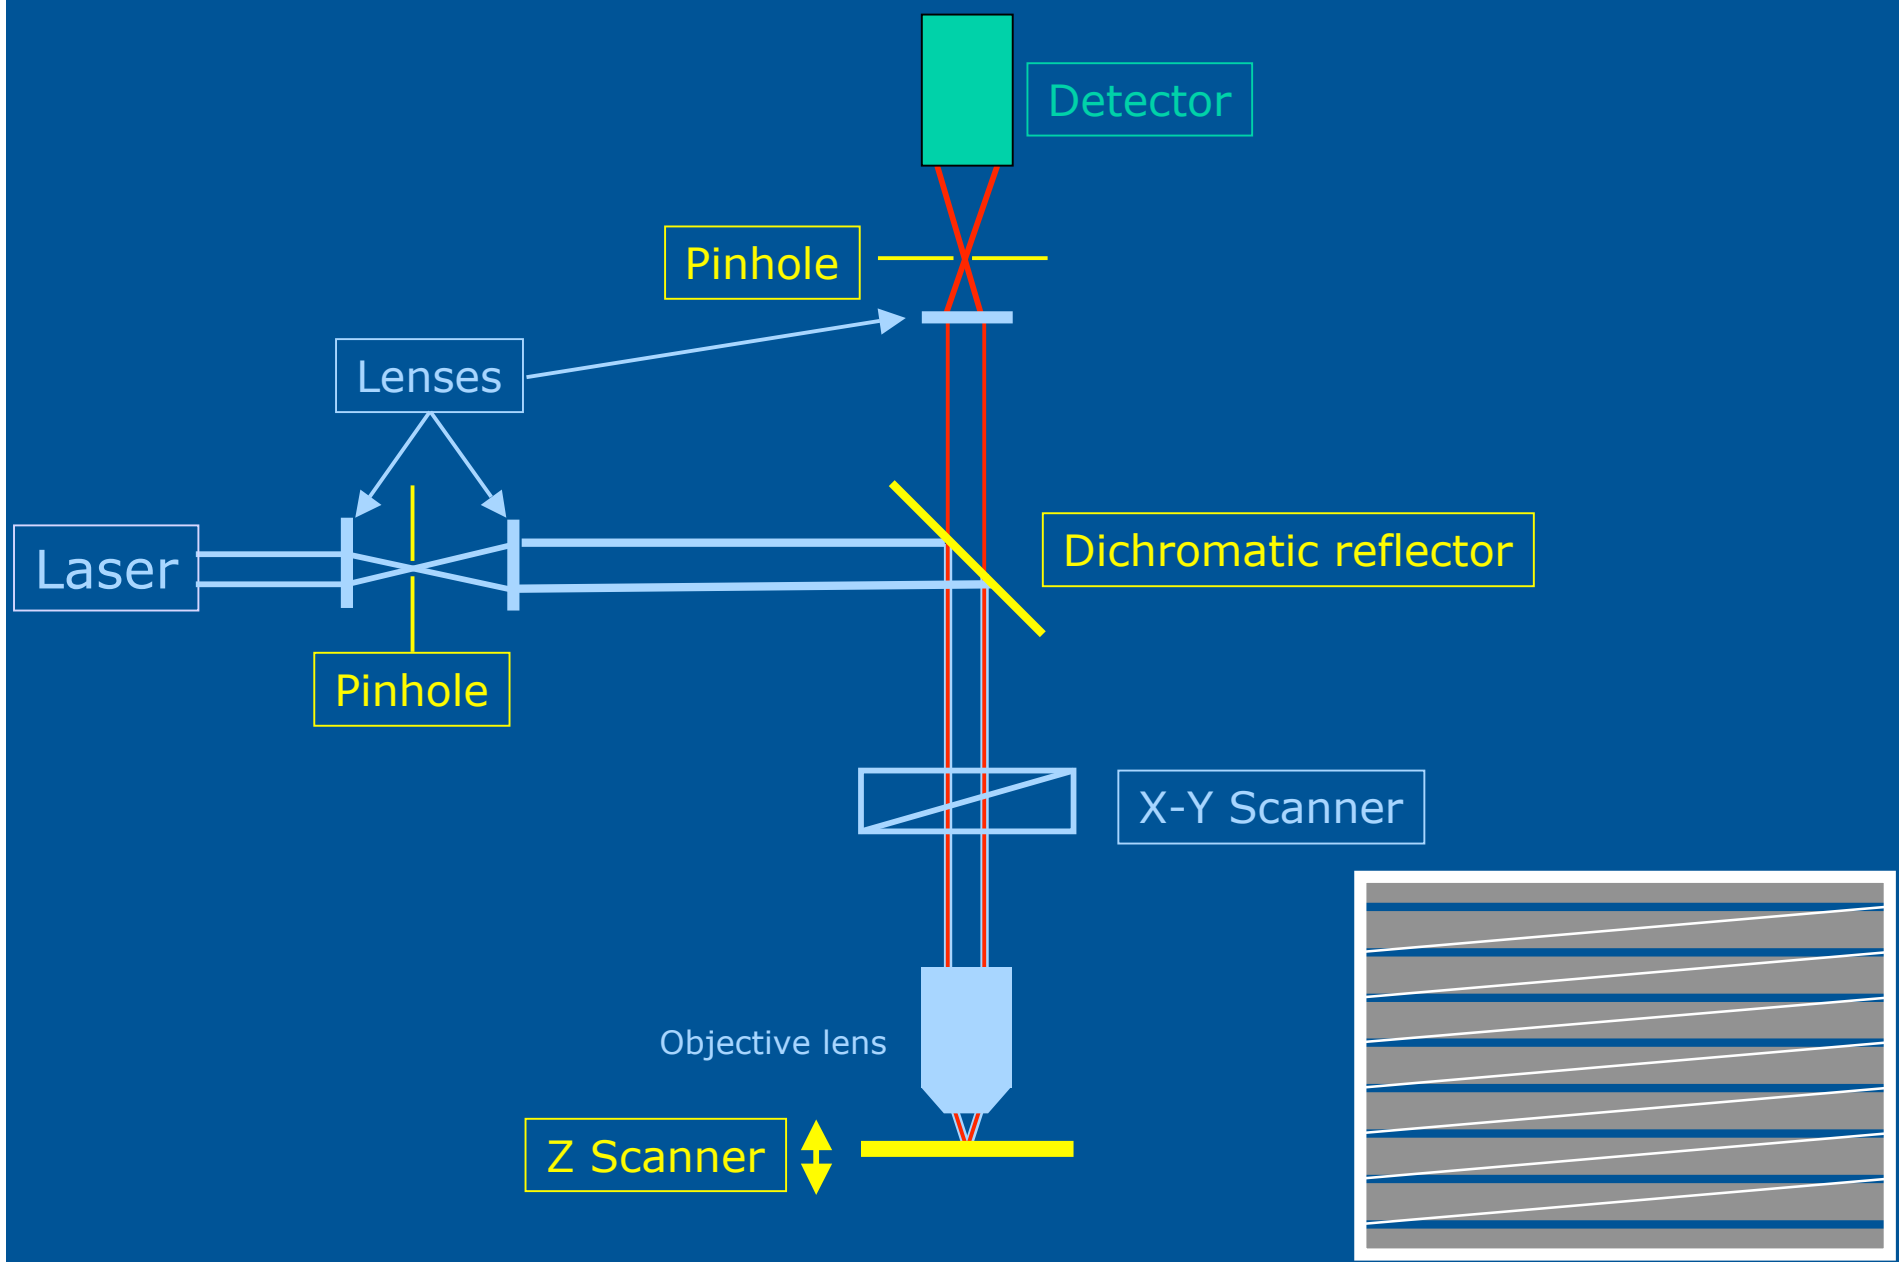 Detector
Pinhole
Lenses
Laser
Dichromatic reflector
Pinhole
X-Y Scanner
Objective lens
Z Scanner